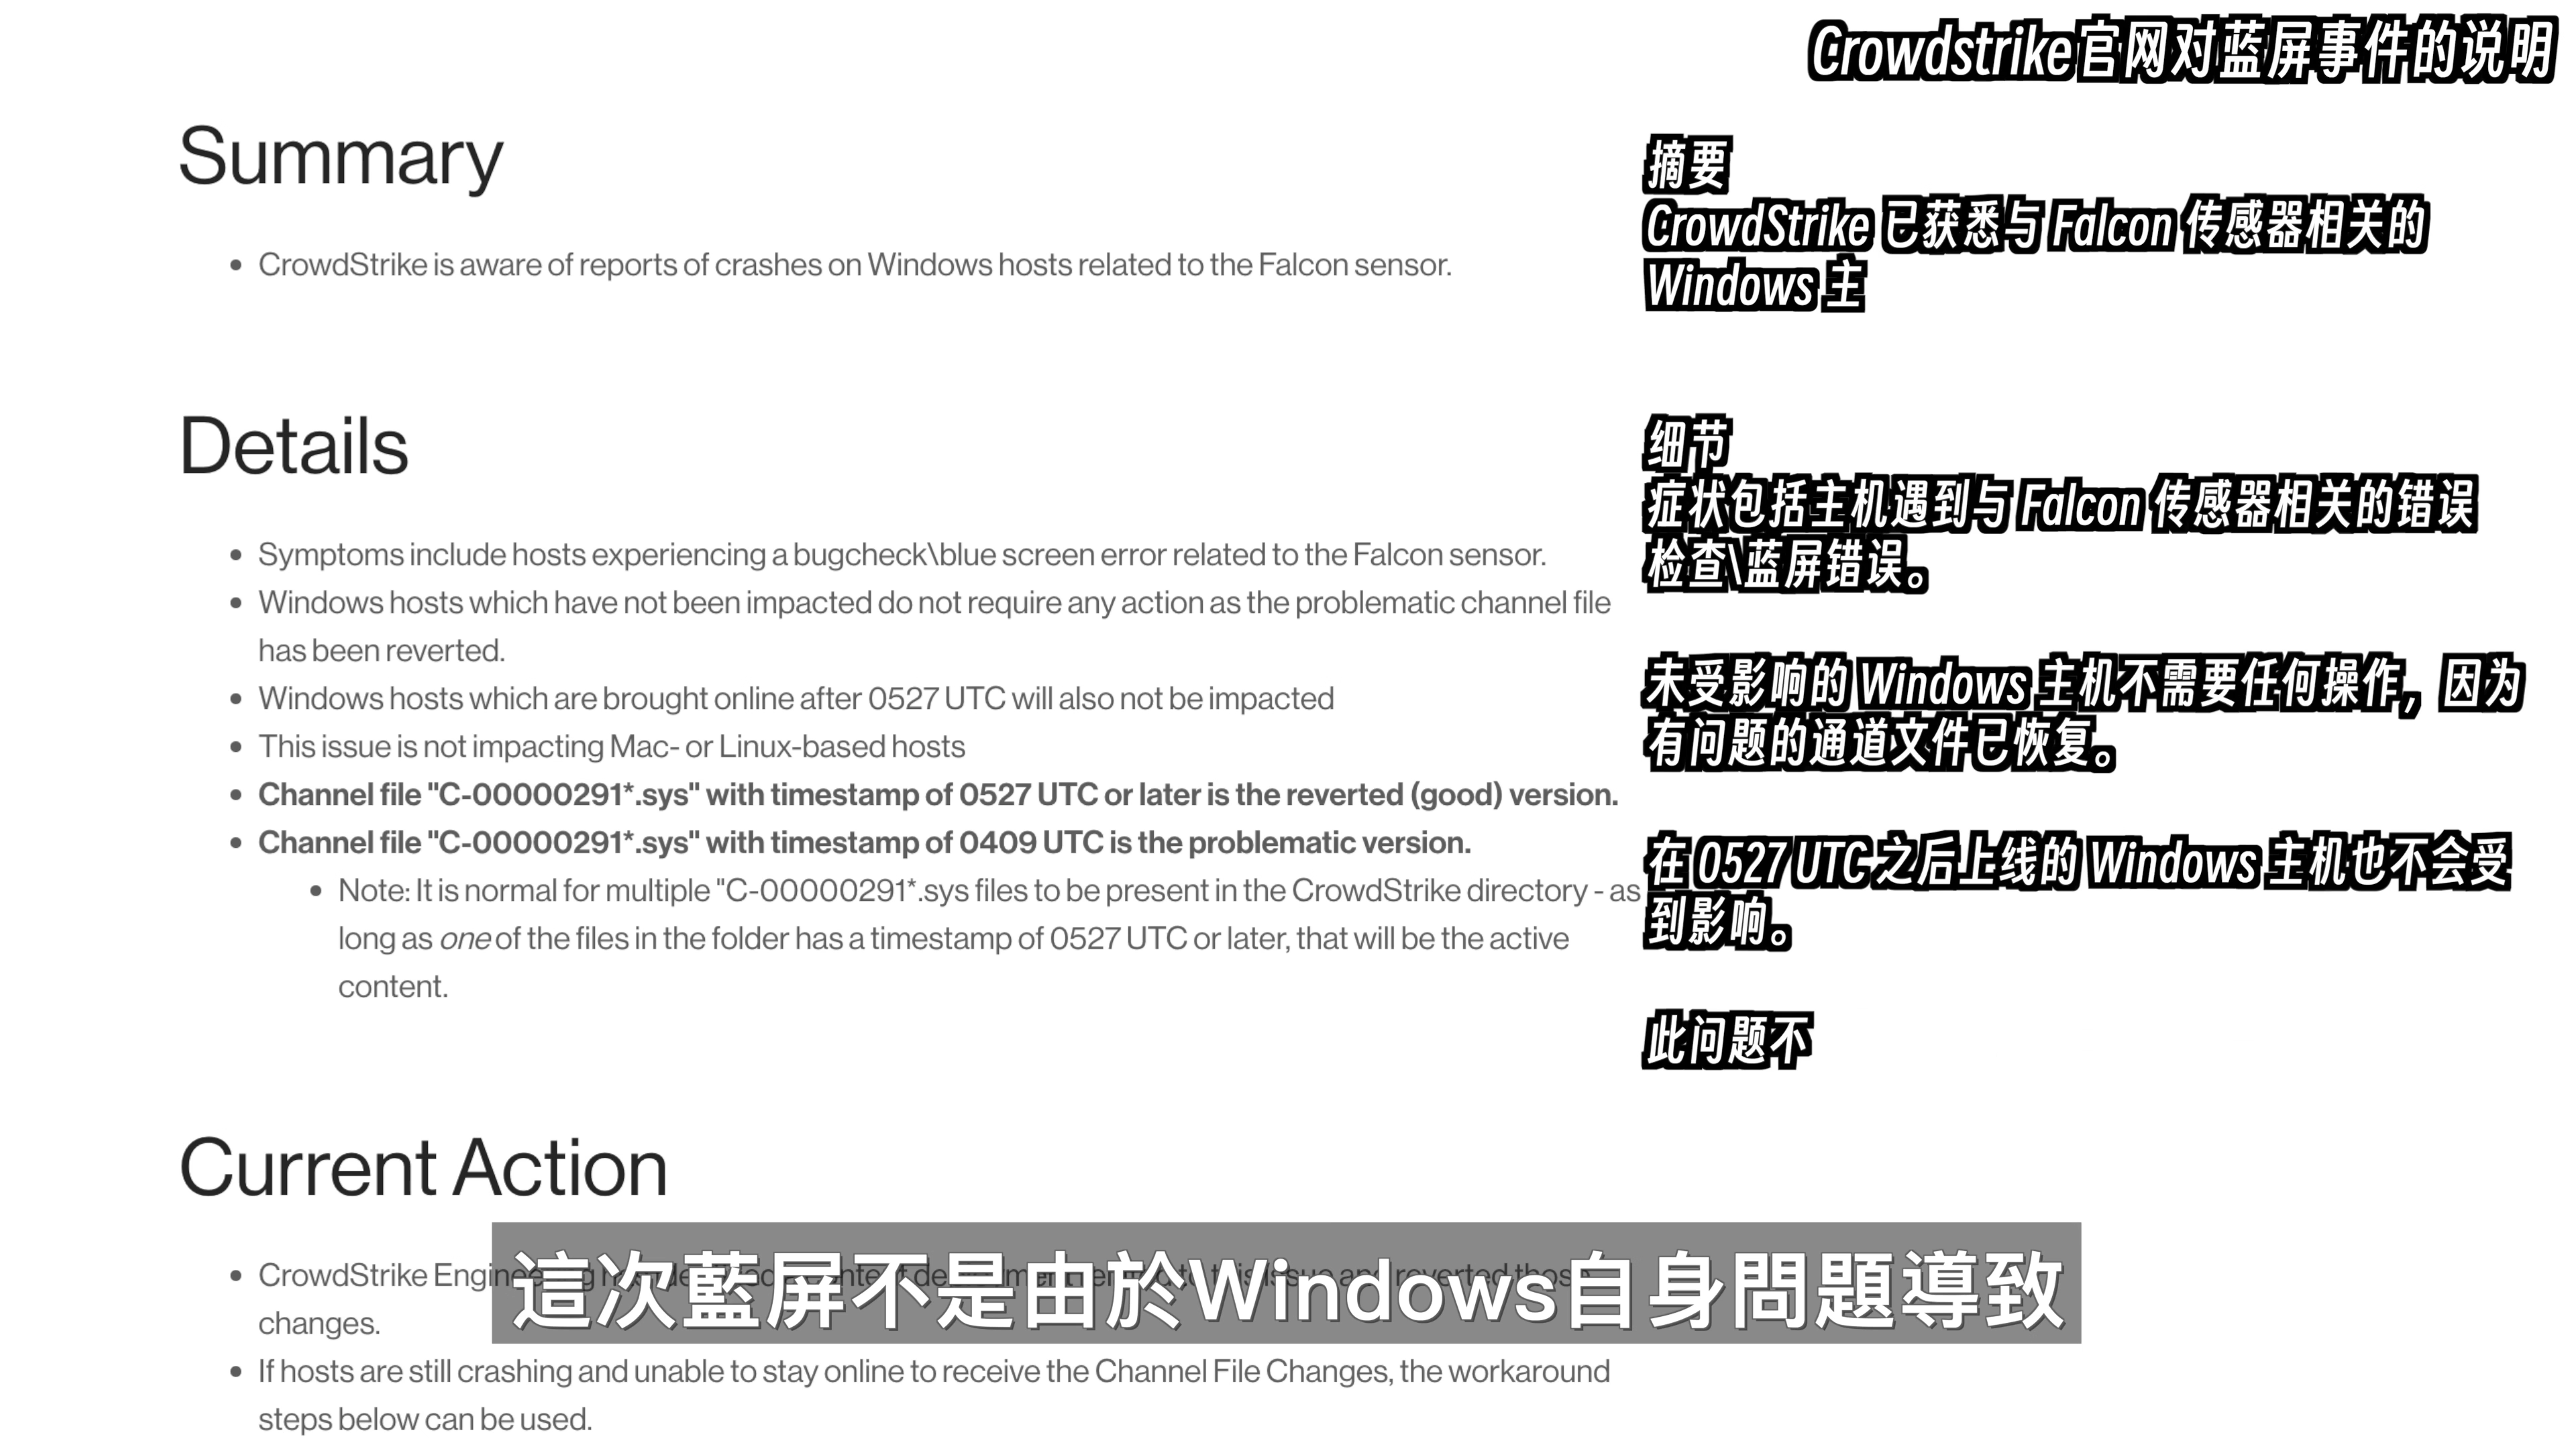 Crowdstrike官网对蓝屏事件的说明
Summary
CrowdStrike is aware of reports of crashes on Windows hosts related to the Falcon sensor.
摘要
CrowdStrike 已获悉与 Falcon 传感器相关的
Windows 主
Details
Symptoms include hosts experiencing a bugcheck\blue screen error related to the Falcon sensor.
Windows hosts which have not been impacted do not require any action as the problematic channel file
has been reverted.
Windows hosts which are brought online after 0527 UTC will also not be impacted
This issue is not impacting Mac- or Linux-based hosts
Channel file "C-00000291*.sys" with timestamp of 0527 UTC or later is the reverted (good) version.
Channel file "C-00000291*.sys" with timestamp of 0409 UTC is the problematic version.
Note: It is normal for multiple "C-00000291*.sys files to be present in the CrowdStrike directory - as
long as one of the files in the folder has a timestamp of 0527 UTC or later, that will be the active
content.
细节
症状包括主机遇到与 Falcon 传感器相关的错误
检查\蓝屏错误。
未受影响的 Windows 主机不需要任何操作，因为
有问题的通道文件已恢复。
在 0527 UTC 之后上线的 Windows 主机也不会受
到影响。
此问题不
Current Action
CrowdStrike issue and reverted
changes.
If hosts are still crashing and unable to stay online to receive the Channel File Changes, the workaround
steps below can be used.
這次藍屏不是由於Windows自身問題導致